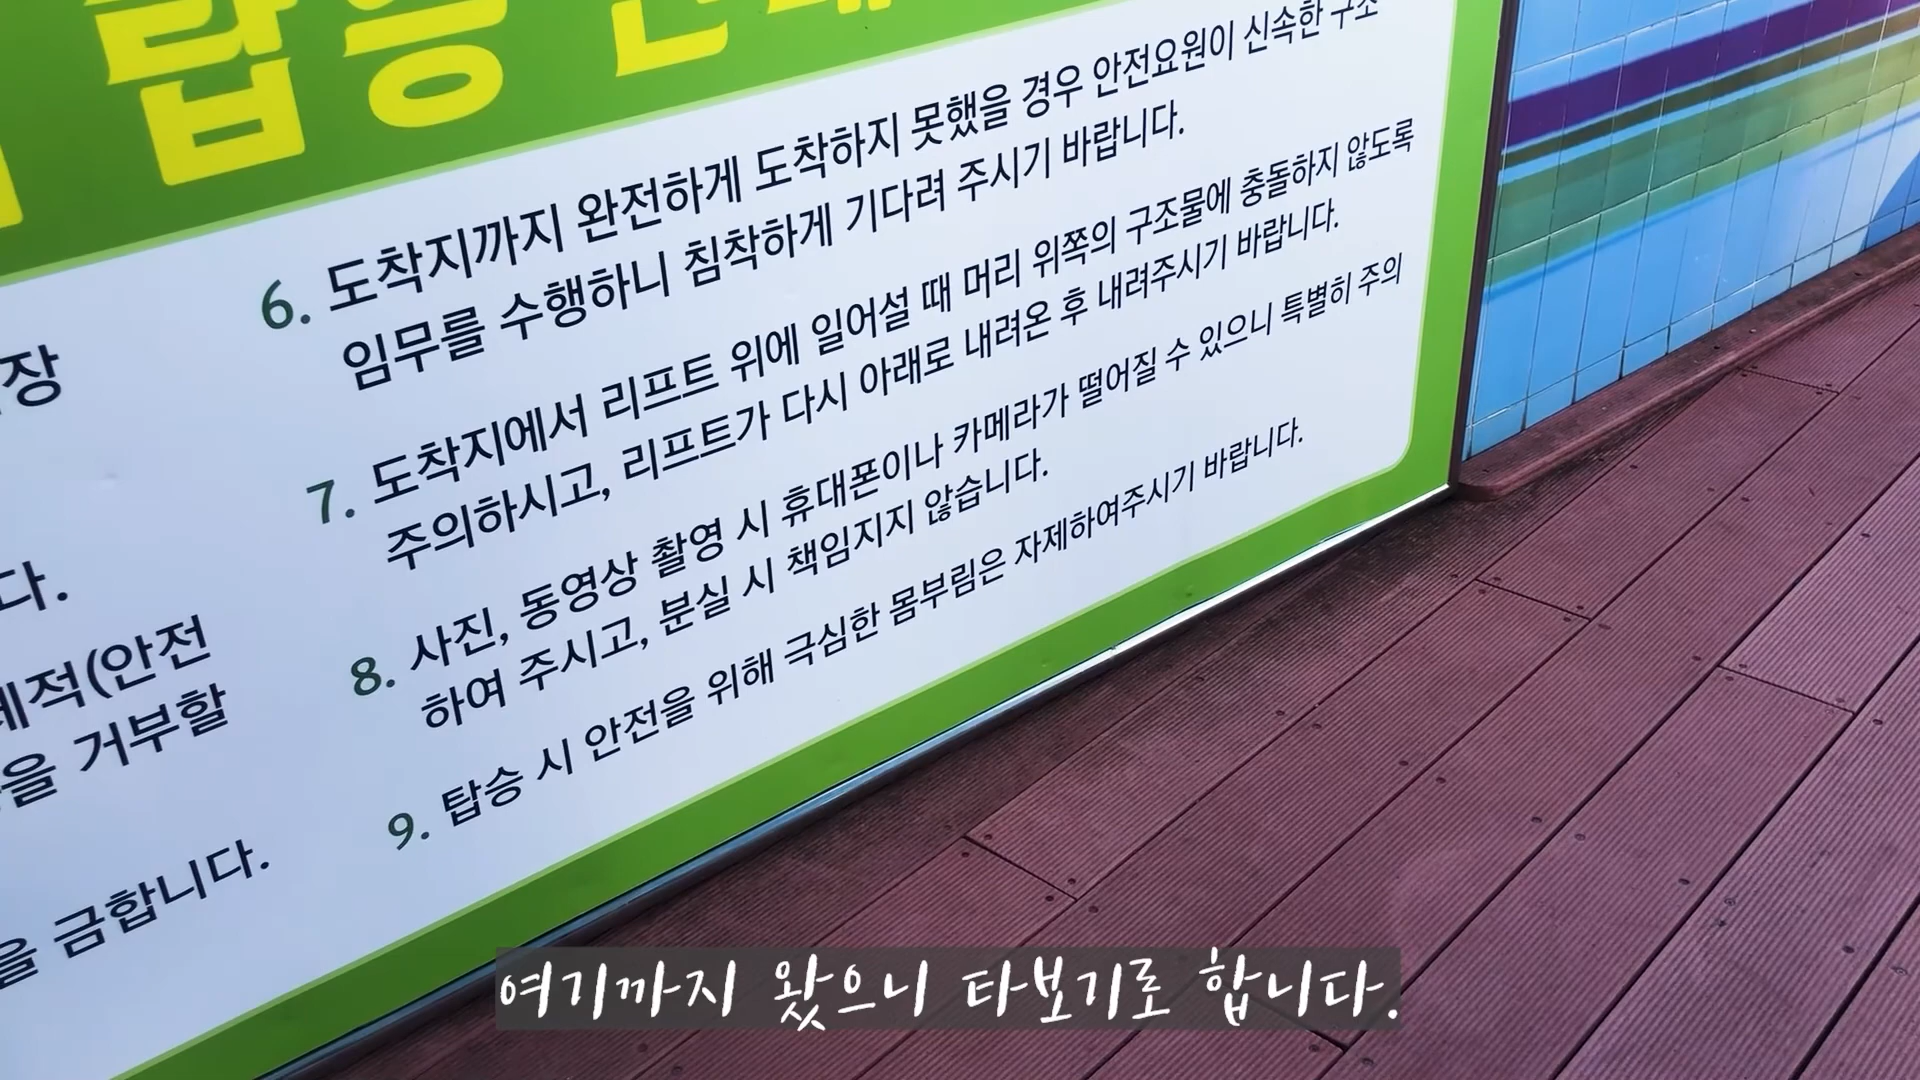 탑승 안내
장
다.
제적(안전
을 거부할
을 금합니다.
6. 도착지까지 완전하게 도착하지 못했을 경우 안전요원이 신속한 구조
임무를 수행하니 침착하게 기다려 주시기 바랍니다.
7. 도착지에서 리프트 위에 일어설 때 머리 위쪽의 구조물에 충돌하지 않도록
주의하시고, 리프트가 다시 아래로 내려온 후 내려주시기 바랍니다.
8. 사진, 동영상 촬영 시 휴대폰이나 카메라가 떨어질 수 있으니 특별히 주의
하여 주시고, 분실 시 책임지지 않습니다.
9. 탑승 시 안전을 위해 극심한 몸부림은 자제하여주시기 바랍니다.
여기까지 왔으니 타보기로 합니다.